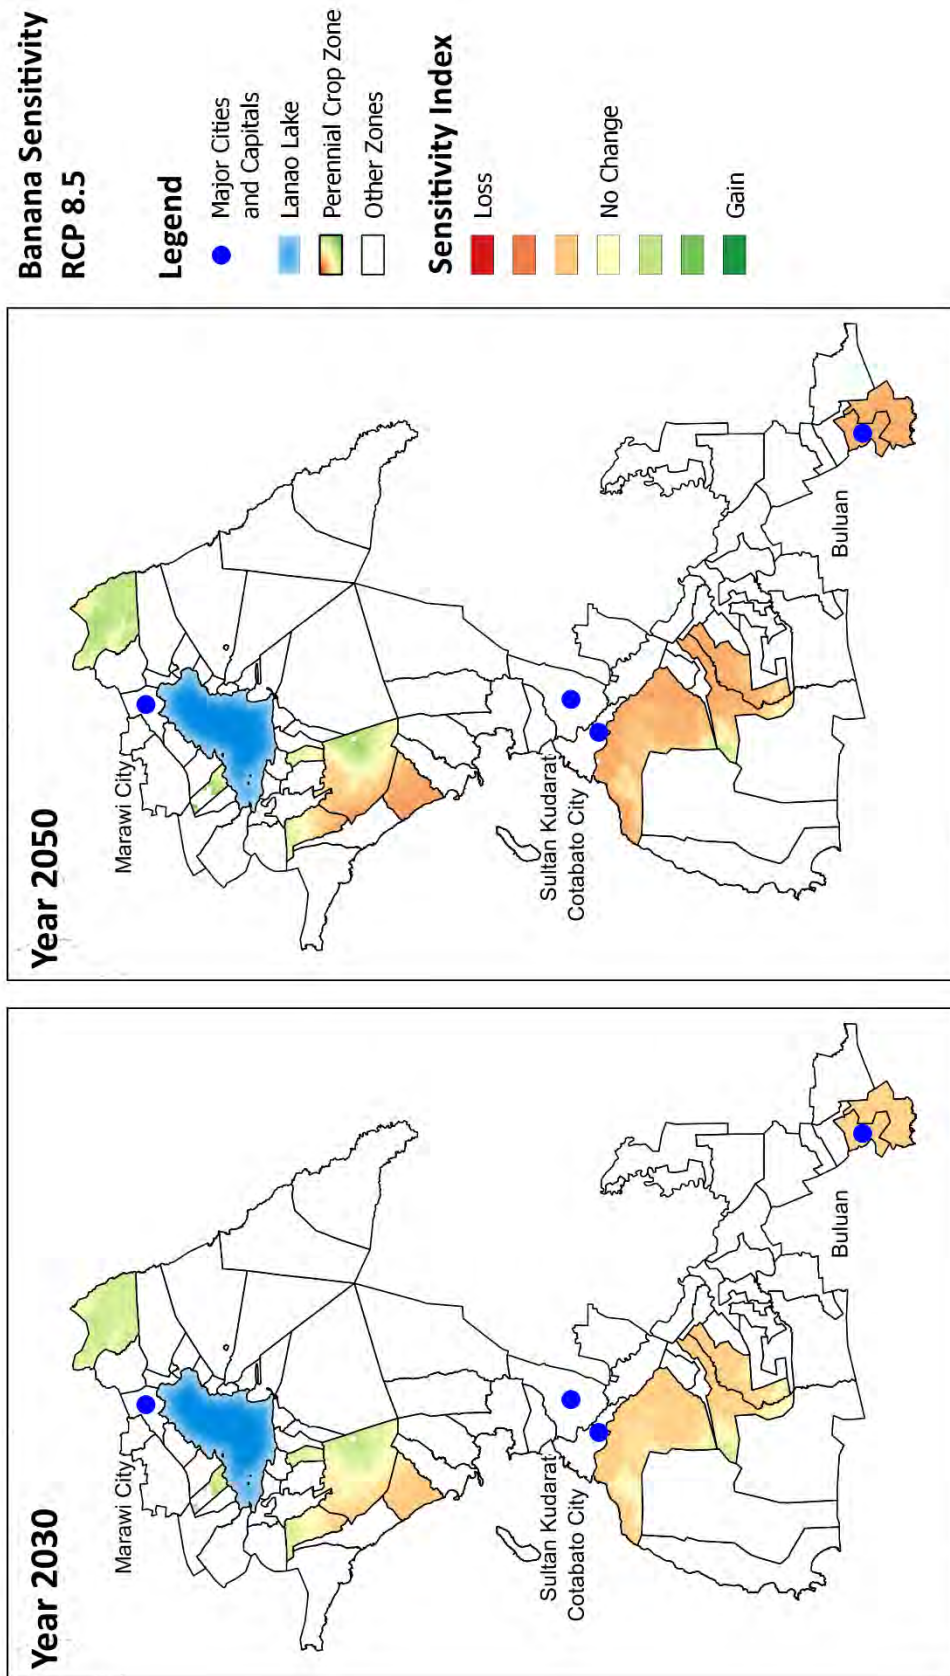 Year 2030
Marawi City
Sultan Kudarat
Cotabato City
Buluan
Year 2050
Marawi City
Sultan Kudarat
Cotabato City
Buluan
Banana Sensitivity
RCP 8.5
Legend
Major Cities
and Capitals
Lanao Lake
Perennial Crop Zone
Other Zones
Sensitivity Index
Loss
No Change
Gain